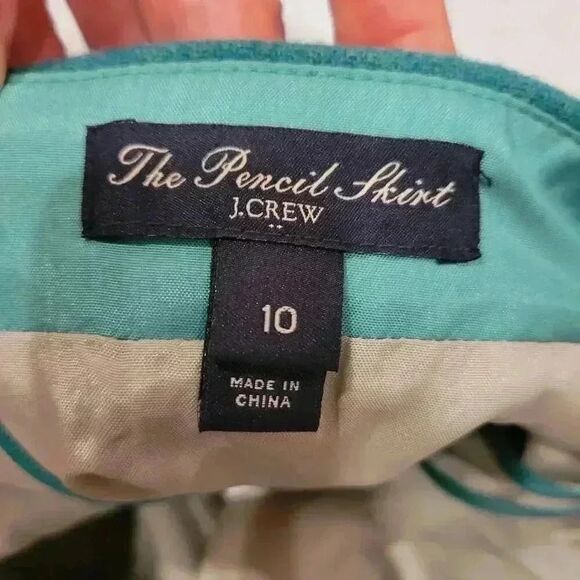 The Pencil Skirt
J.CREW
10
MADE IN
CHINA